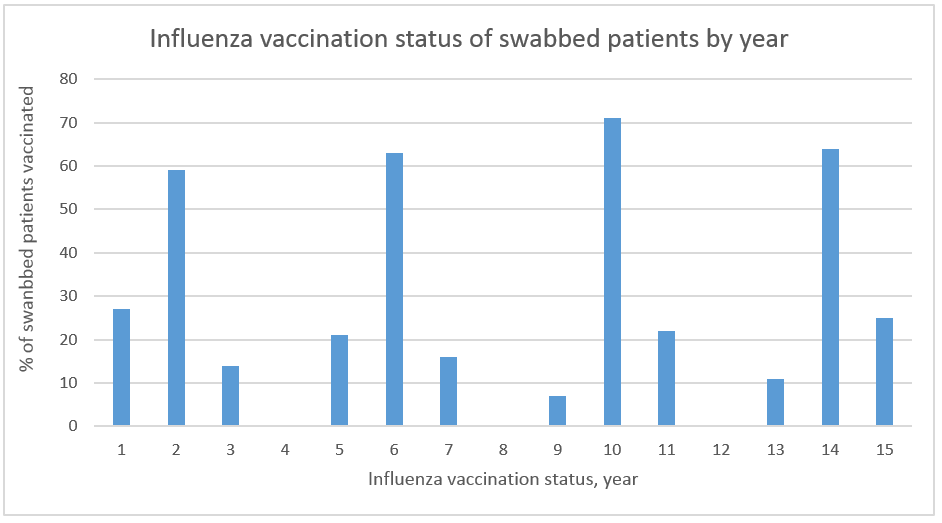 Influenza vaccination status of swabbed patients by year
% of swanbbed patients vaccinated
80
70
60
50
40
30
20
10
0
1 2 3 4 5 6 7 8 9 10 11 12 13 14 15
Influenza vaccination status, year